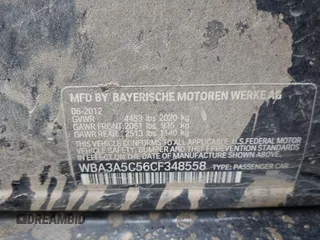 MFD BY BAYERISCHE MOTOREN WERKE AG
06-2012
GVWR 4453 lbs 2020 kg
GAWR FRONT 2061 lbs 935 kg
GAWR REAR 2513 lbs 1140 kg
THIS VEHICLE CONFORMS TO ALL APPLICABLE U.S. FEDERAL MOTOR
VEHICLE SAFETY, BUMPER, AND THEFT PREVENTION
STANDARDS IN EFFECT ON THE DATE OF MANUFACTURE SHOWN ABOVE.
WBA3A5C56CF348558 TYPE: PASSENGER CAR
DREAMBID